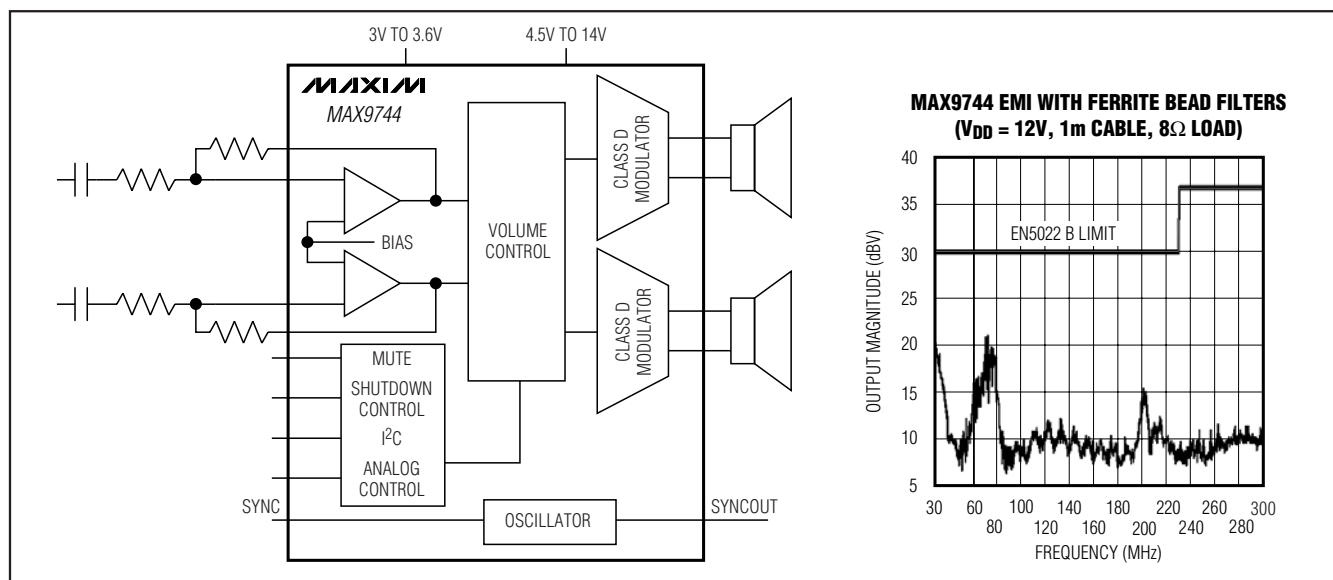 3V TO 3.6V
4.5V TO 14V
MAXIM
MAX9744
BIAS
VOLUME
CONTROL
CLASS D
MODULATOR
CLASS D
MODULATOR
MUTE
SHUTDOWN
CONTROL
I²C
ANALOG
CONTROL
SYNC
OSCILLATOR
SYNCOUT
MAX9744 EMI WITH FERRITE BEAD FILTERS
(VDD = 12V, 1m CABLE, 8Ω LOAD)
OUTPUT MAGNITUDE (dBV)
40
35
30
25
20
15
10
5
EN5022 B LIMIT
30 60 100 140 180 220 260 300
80 120 160 200 240 280
FREQUENCY (MHz)